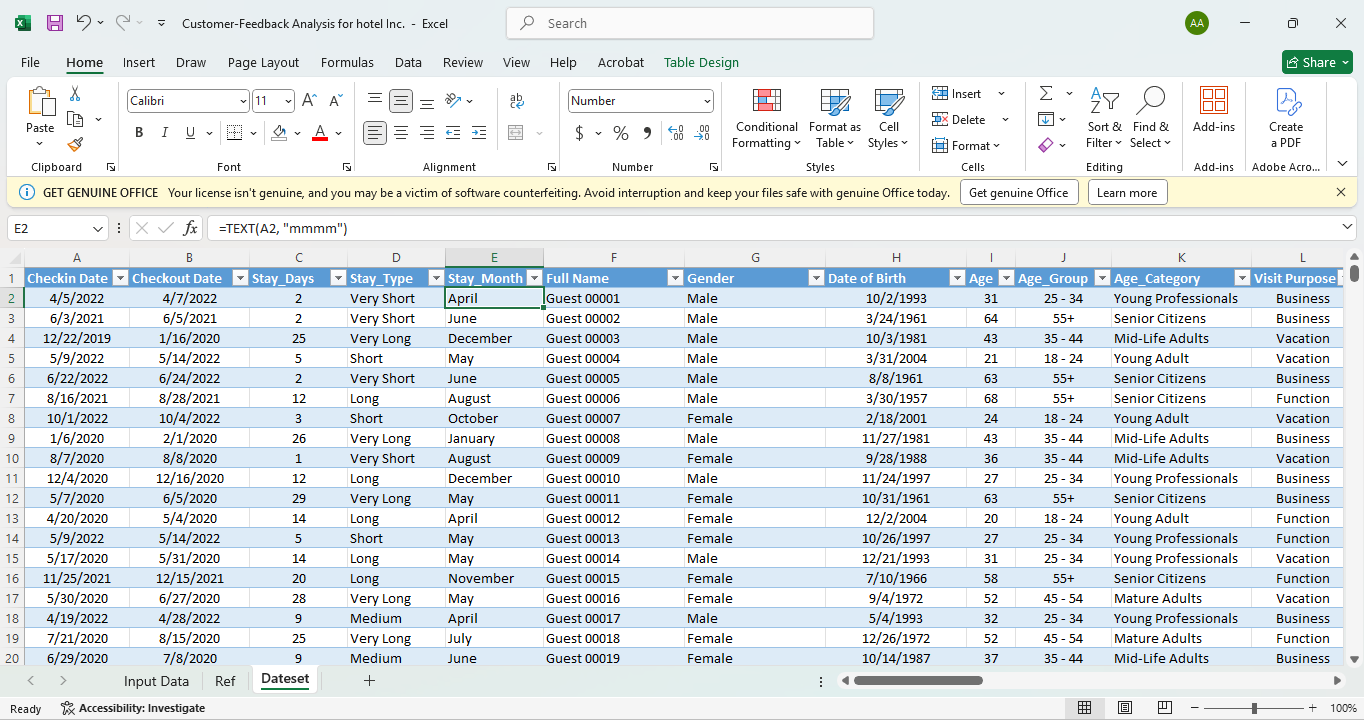 Customer-Feedback Analysis for hotel Inc. - Excel
Search
AA
File Home Insert Draw Page Layout Formulas Data Review View Help Acrobat Table Design
Share
Paste
Calibri 11
B I U
Number
$ % 9
Conditional Formatting
Format as Table
Cell Styles
Insert
Delete
Format
Sort & Filter
Find & Select
Add-ins
Create a PDF
Clipboard Font Alignment Number Styles Cells Editing Add-ins Adobe Acro...
GET GENUINE OFFICE Your license isn't genuine, and you may be a victim of software counterfeiting. Avoid interruption and keep your files safe with genuine Office today. Get genuine Office Learn more
E2 fx =TEXT(A2, "mmmm")
A B C D E F G H I J K L
1 Checkin Date Checkout Date Stay_Days Stay_Type Stay_Month Full Name Gender Date of Birth Age Age_Group Age_Category Visit Purpose
2 4/5/2022 4/7/2022 2 Very Short April Guest 00001 Male 10/2/1993 31 25 - 34 Young Professionals Business
3 6/3/2021 6/5/2021 2 Very Short June Guest 00002 Male 3/24/1961 64 55+ Senior Citizens Business
4 12/22/2019 1/16/2020 25 Very Long December Guest 00003 Male 10/3/1981 43 35 - 44 Mid-Life Adults Vacation
5 5/9/2022 5/14/2022 5 Short May Guest 00004 Male 3/31/2004 21 18 - 24 Young Adult Vacation
6 6/22/2022 6/24/2022 2 Very Short June Guest 00005 Male 8/8/1961 63 55+ Senior Citizens Business
7 8/16/2021 8/28/2021 12 Long August Guest 00006 Male 3/30/1957 68 55+ Senior Citizens Function
8 10/1/2022 10/4/2022 3 Short October Guest 00007 Female 2/18/2001 24 18 - 24 Young Adult Vacation
9 1/6/2020 2/1/2020 26 Very Long January Guest 00008 Male 11/27/1981 43 35 - 44 Mid-Life Adults Business
10 8/7/2020 8/8/2020 1 Very Short August Guest 00009 Female 9/28/1988 36 35 - 44 Mid-Life Adults Vacation
11 12/4/2020 12/16/2020 12 Long December Guest 00010 Male 11/24/1997 27 25 - 34 Young Professionals Business
12 5/7/2020 6/5/2020 29 Very Long May Guest 00011 Female 10/31/1961 63 55+ Senior Citizens Business
13 4/20/2020 5/4/2020 14 Long April Guest 00012 Female 12/2/2004 20 18 - 24 Young Adult Function
14 5/9/2022 5/14/2022 5 Short May Guest 00013 Female 10/26/1997 27 25 - 34 Young Professionals Function
15 5/17/2020 5/31/2020 14 Long May Guest 00014 Male 12/21/1993 31 25 - 34 Young Professionals Vacation
16 11/25/2021 12/15/2021 20 Long November Guest 00015 Female 7/10/1966 58 55+ Senior Citizens Function
17 5/30/2020 6/27/2020 28 Very Long May Guest 00016 Female 9/4/1972 52 45 - 54 Mature Adults Vacation
18 4/19/2022 4/28/2022 9 Medium April Guest 00017 Male 5/4/1993 32 25 - 34 Young Professionals Business
19 7/21/2020 8/15/2020 25 Very Long July Guest 00018 Female 12/26/1972 52 45 - 54 Mature Adults Function
20 6/29/2020 7/8/2020 9 Medium June Guest 00019 Female 10/14/1987 37 35 - 44 Mid-Life Adults Business
Input Data Ref Dateset
Ready Accessibility: Investigate 100%